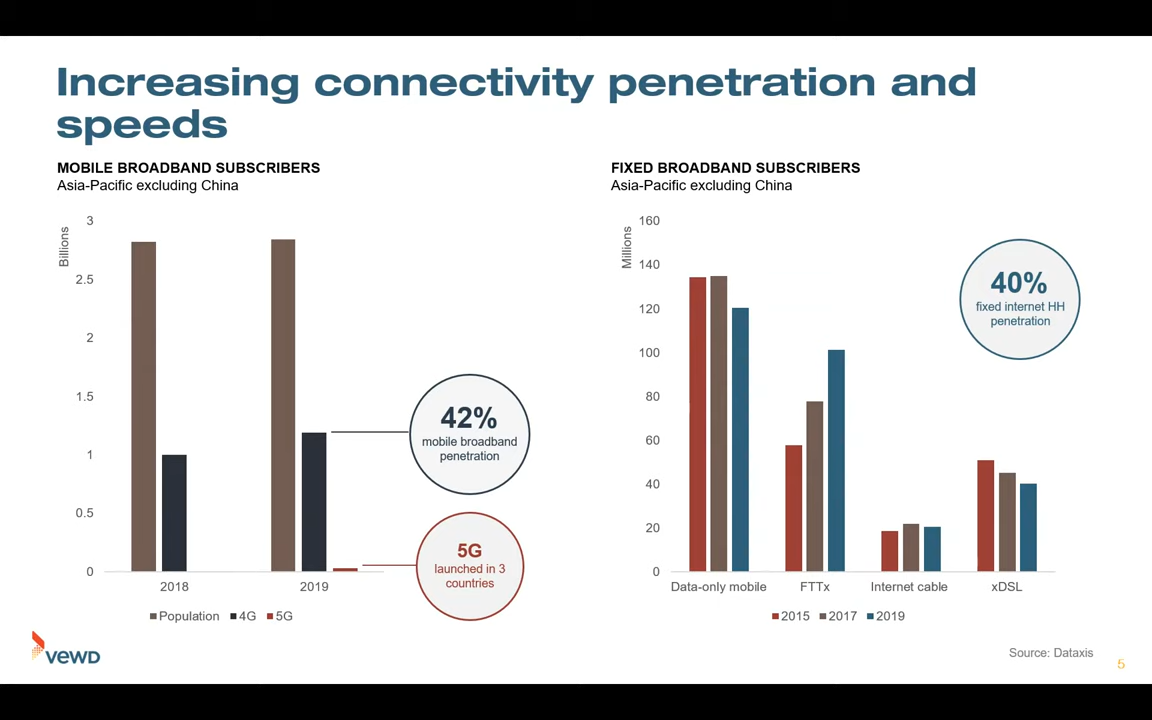 Increasing connectivity penetration and
speeds
MOBILE BROADBAND SUBSCRIBERS
Asia-Pacific excluding China
Billions
3
2.5
2
1.5
1
0.5
0
2018
2019
Population
4G
5G
42%
mobile broadband
penetration
5G
launched in 3
countries
FIXED BROADBAND SUBSCRIBERS
Asia-Pacific excluding China
Millions
160
140
120
100
80
60
40
20
0
Data-only mobile
FTTx
Internet cable
xDSL
2015
2017
2019
40%
fixed internet HH
penetration
vewd
Source: Dataxis
5